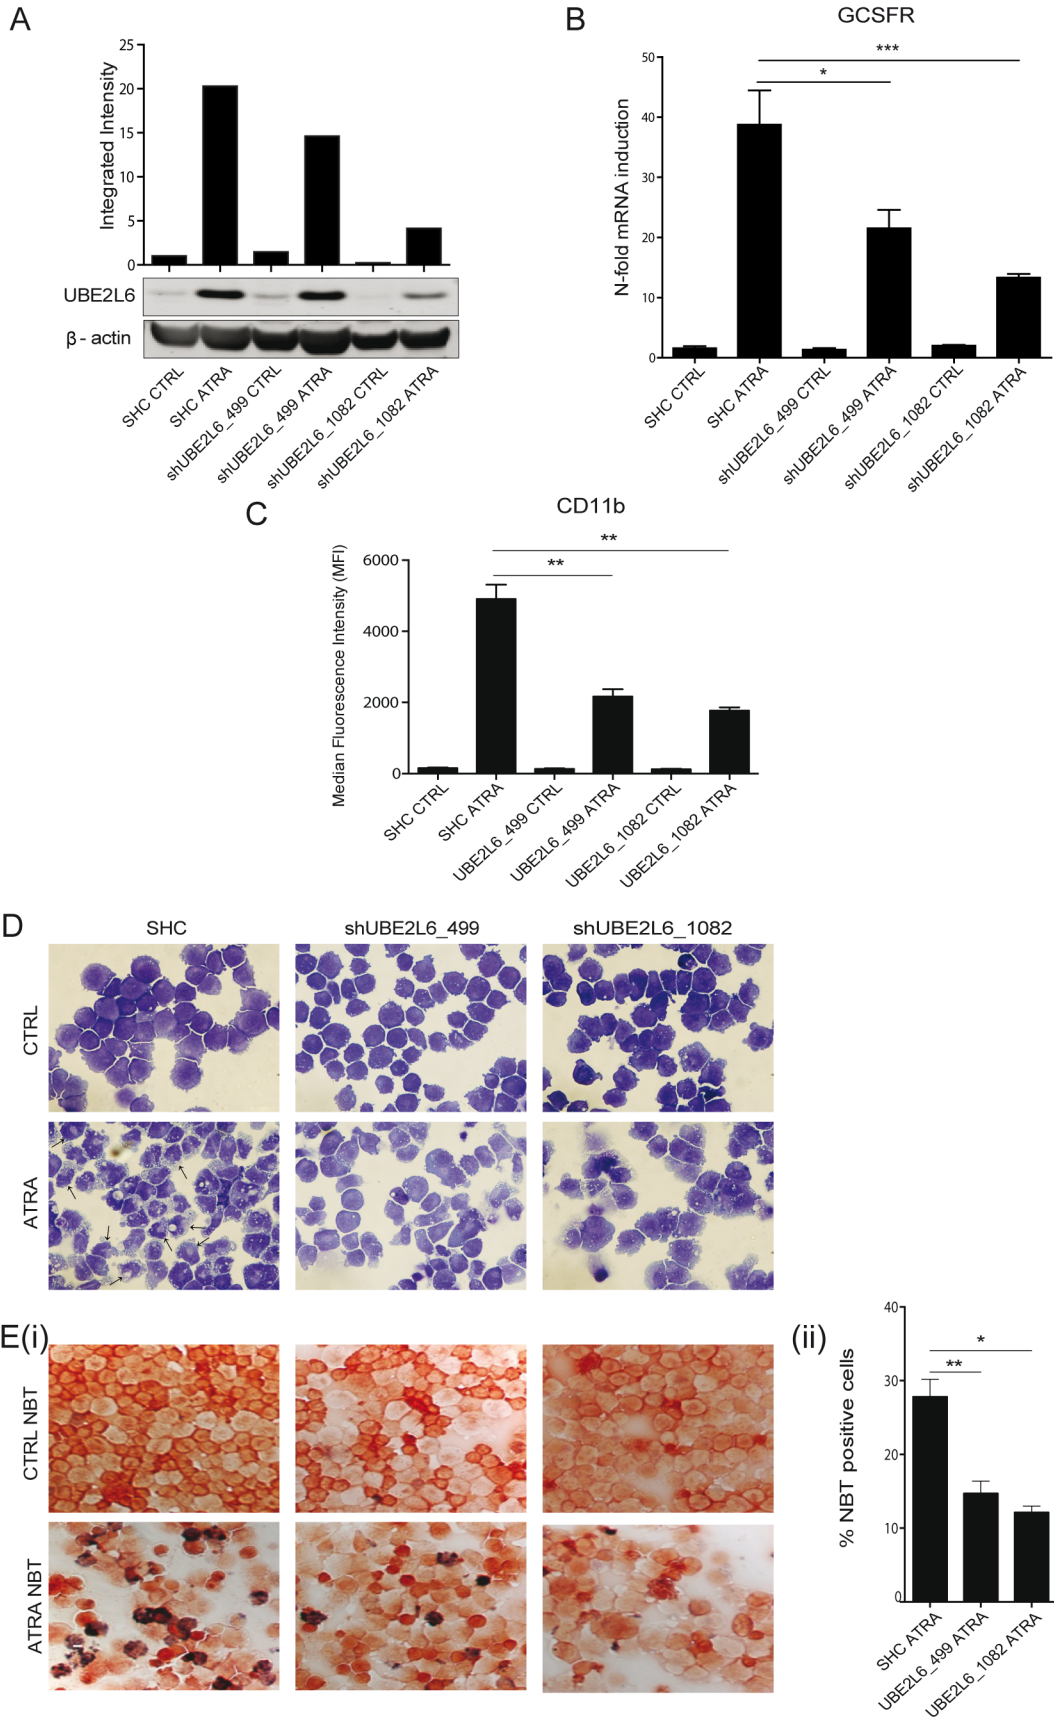 A
Integrated Intensity
25
20
15
10
5
0
UBE2L6
β - actin
SHC CTRL
SHC ATRA
shUBE2L6_499 CTRL
shUBE2L6_499 ATRA
shUBE2L6_1082 CTRL
shUBE2L6_1082 ATRA
B
GCSFR
N-fold mRNA induction
50
40
30
20
10
0
***
*
SHC CTRL
SHC ATRA
shUBE2L6_499 CTRL
shUBE2L6_499 ATRA
shUBE2L6_1082 CTRL
shUBE2L6_1082 ATRA
C
CD11b
Median Fluorescence Intensity (MFI)
6000
4000
2000
0
**
**
SHC CTRL
SHC ATRA
UBE2L6_499 CTRL
UBE2L6_499 ATRA
UBE2L6_1082 CTRL
UBE2L6_1082 ATRA
D
SHC
shUBE2L6_499
shUBE2L6_1082
CTRL
ATRA
E(i)
CTRL NBT
ATRA NBT
(ii)
% NBT positive cells
40
30
20
10
0
*
**
SHC ATRA
UBE2L6_499 ATRA
UBE2L6_1082 ATRA